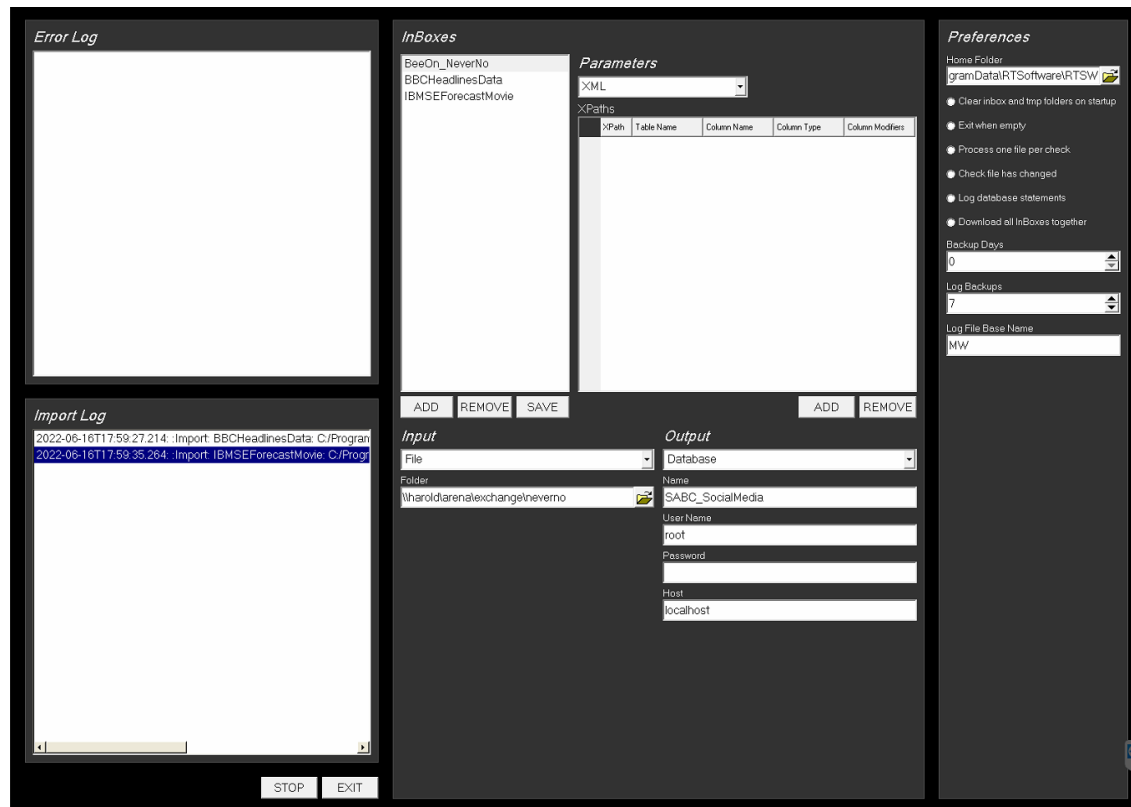 Error Log
Import Log
2022-06-16T17:59:27.214: :Import: BBCHeadlinesData: C:/Progran
2022-06-16T17:59:35.264: :Import: IBMSEForecastMovie: C:/Progr
STOP EXIT
InBoxes
BeeOn_NeverNo
BBCHeadlinesData
IBMSEForecastMovie
ADD REMOVE SAVE
Parameters
XML
XPaths
XPath Table Name Column Name Column Type Column Modifiers
ADD REMOVE
Input
File
Folder
\\harold\arena\exchange\neverno
Output
Database
Name
SABC_SocialMedia
User Name
root
Password
Host
localhost
Preferences
Home Folder
gramData\RTSoftware\RTSW
Clear inbox and tmp folders on startup
Exit when empty
Process one file per check
Check file has changed
Log database statements
Download all InBoxes together
Backup Days
0
Log Backups
7
Log File Base Name
MW